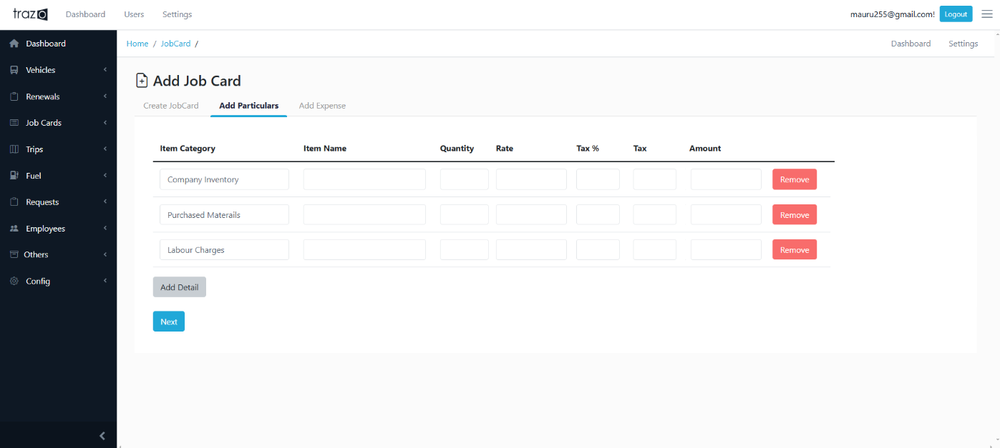 trazo Dashboard Users Settings mauru255@gmail.com! Logout
Dashboard
Vehicles
Renewals
Job Cards
Trips
Fuel
Requests
Employees
Others
Config
Home / JobCard / Dashboard Settings
Add Job Card
Create JobCard Add Particulars Add Expense
Item Category Item Name Quantity Rate Tax % Tax Amount
Company Inventory Remove
Purchased Materails Remove
Labour Charges Remove
Add Detail
Next